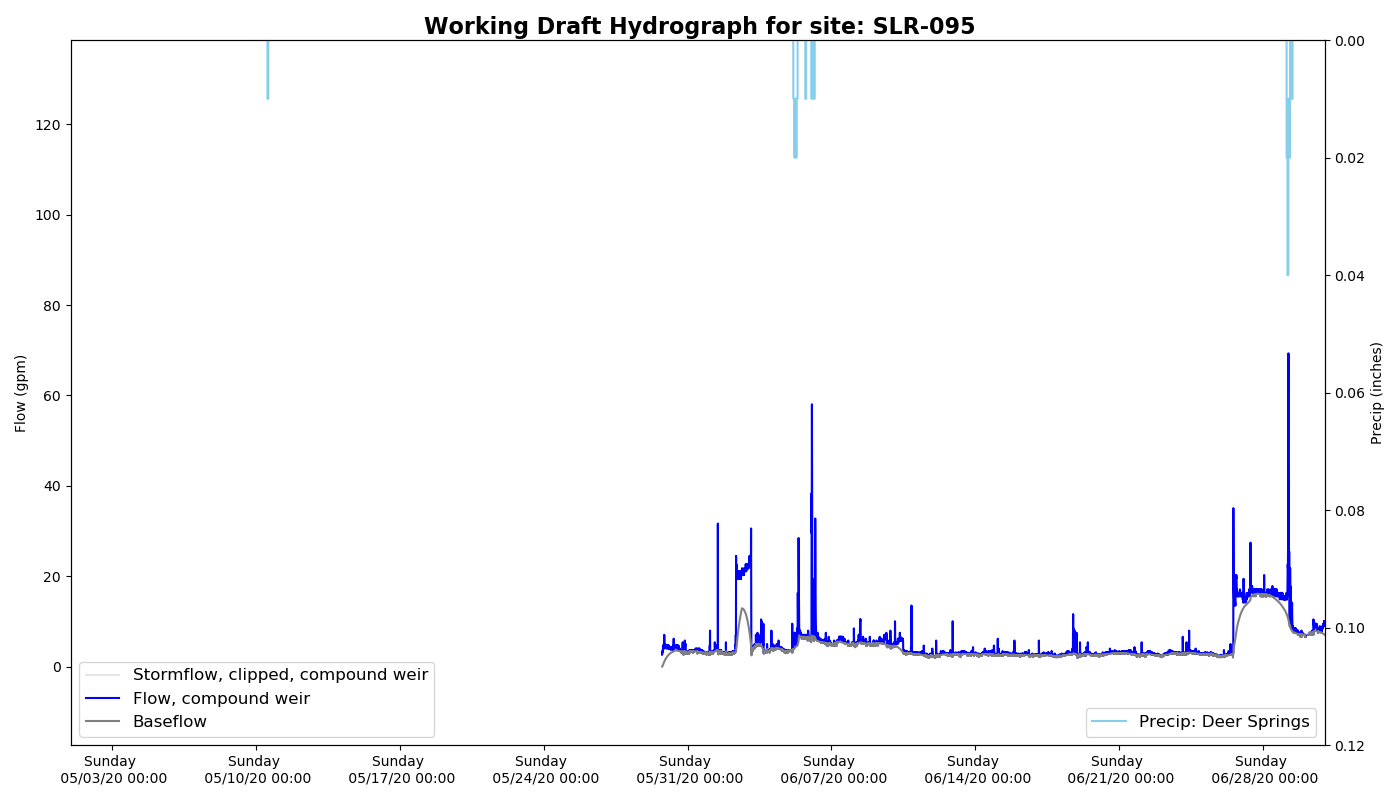 Working Draft Hydrograph for site: SLR-095
0.00
120
0.02
100
0.04
80
Flow (gpm)
60
0.06
Precip (inches)
40
0.08
20
0.10
0
Stormflow, clipped, compound weir
Flow, compound weir
Baseflow
Precip: Deer Springs
0.12
Sunday Sunday Sunday Sunday Sunday Sunday Sunday Sunday Sunday
05/03/20 00:00 05/10/20 00:00 05/17/20 00:00 05/24/20 00:00 05/31/20 00:00 06/07/20 00:00 06/14/20 00:00 06/21/20 00:00 06/28/20 00:00